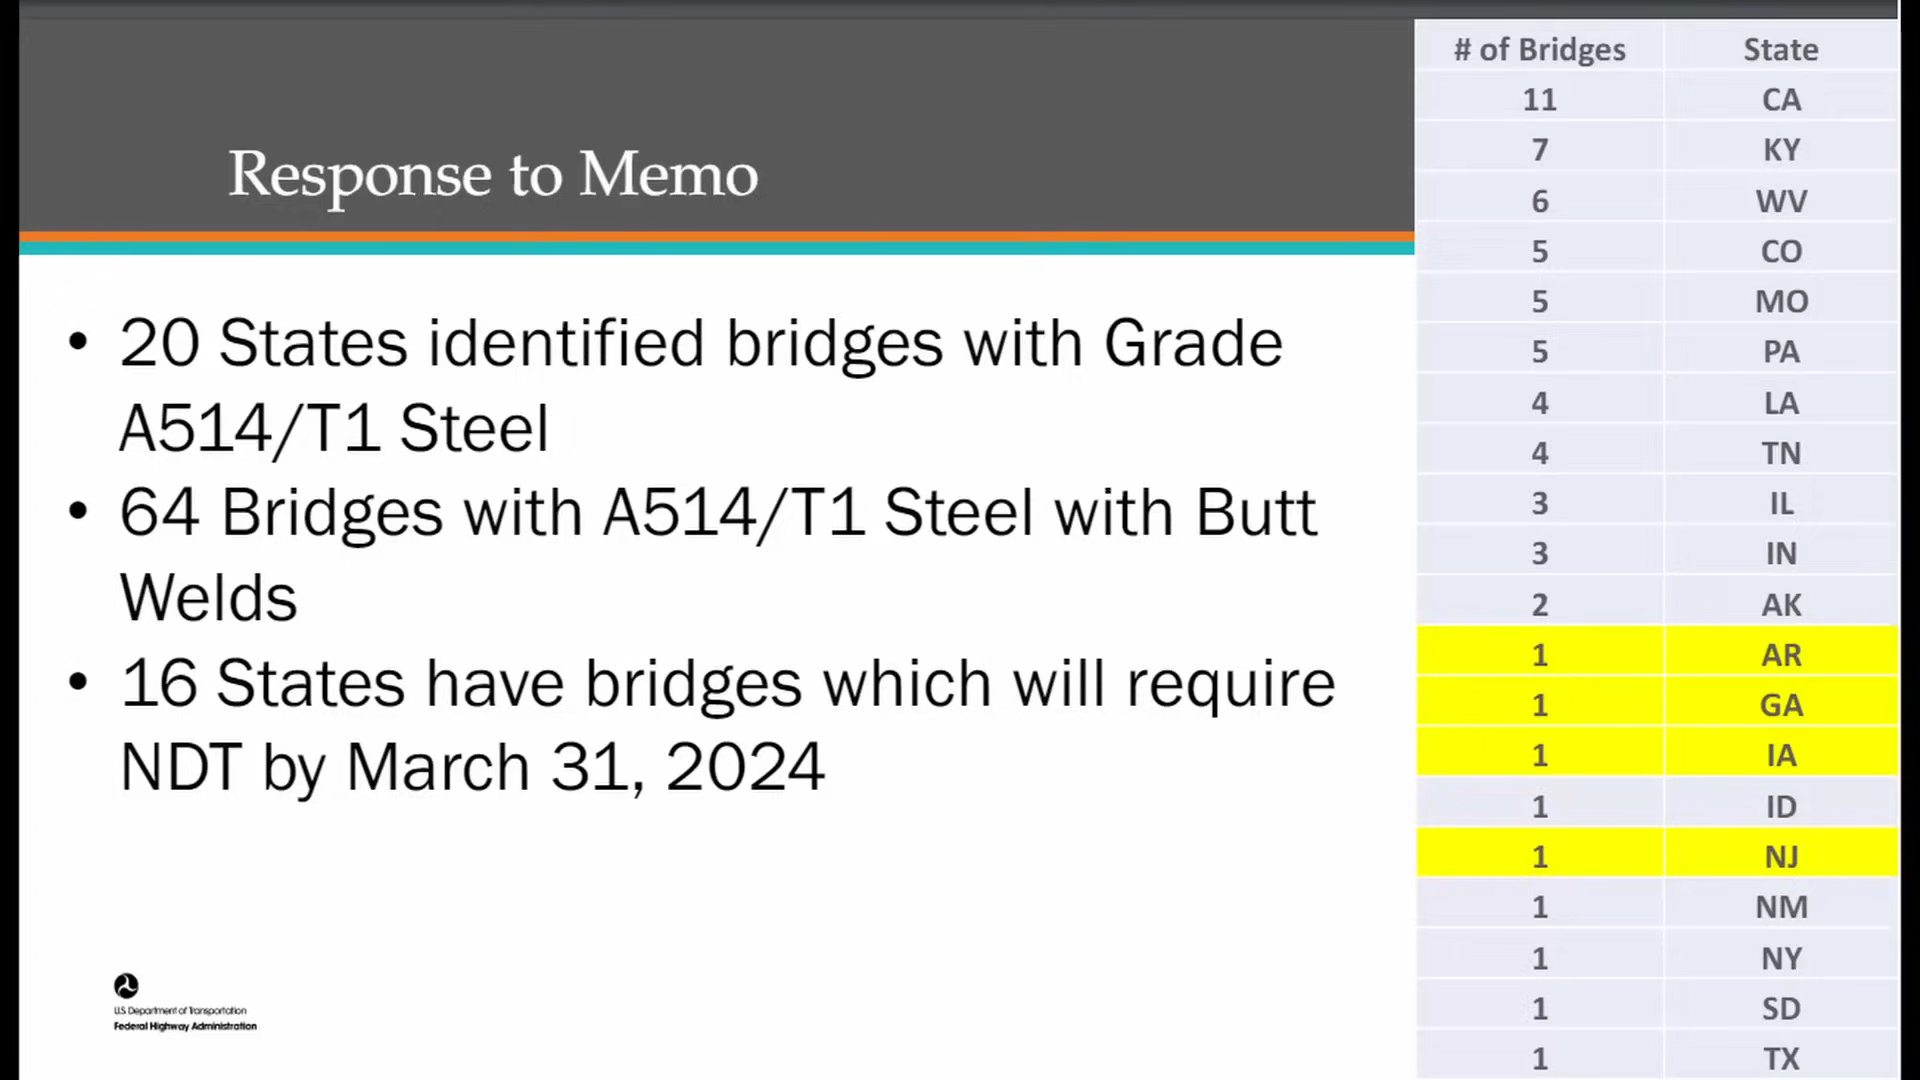 Response to Memo
• 20 States identified bridges with Grade
A514/T1 Steel
• 64 Bridges with A514/T1 Steel with Butt
Welds
• 16 States have bridges which will require
NDT by March 31, 2024
U.S. Department of Transportation
Federal Highway Administration
# of Bridges State
11 CA
7 KY
6 WV
5 CO
5 MO
5 PA
4 LA
4 TN
3 IL
3 IN
2 AK
1 AR
1 GA
1 IA
1 ID
1 NJ
1 NM
1 NY
1 SD
1 TX